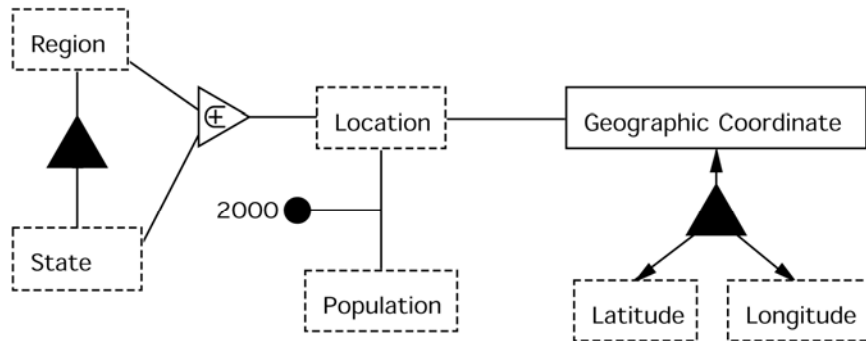 Region
Location
Geographic Coordinate
2000
State
Population
Latitude
Longitude